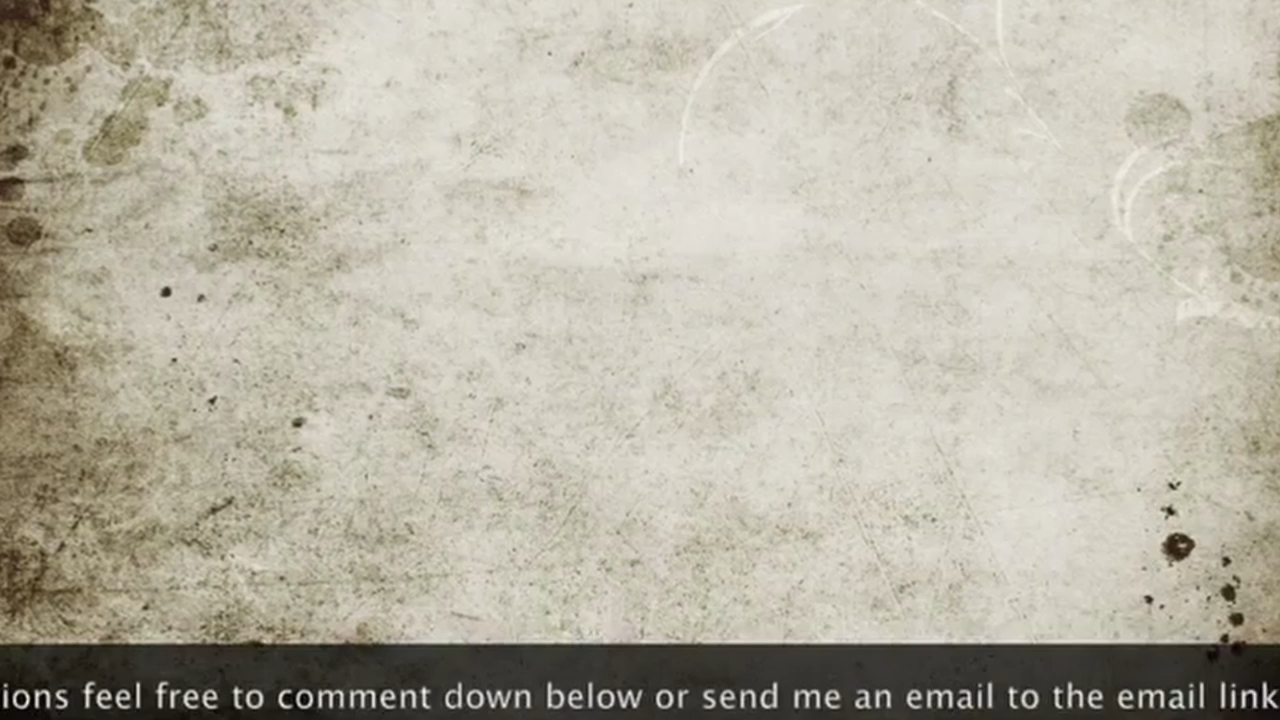 ions feel free to comment down below or send me an email to the email link